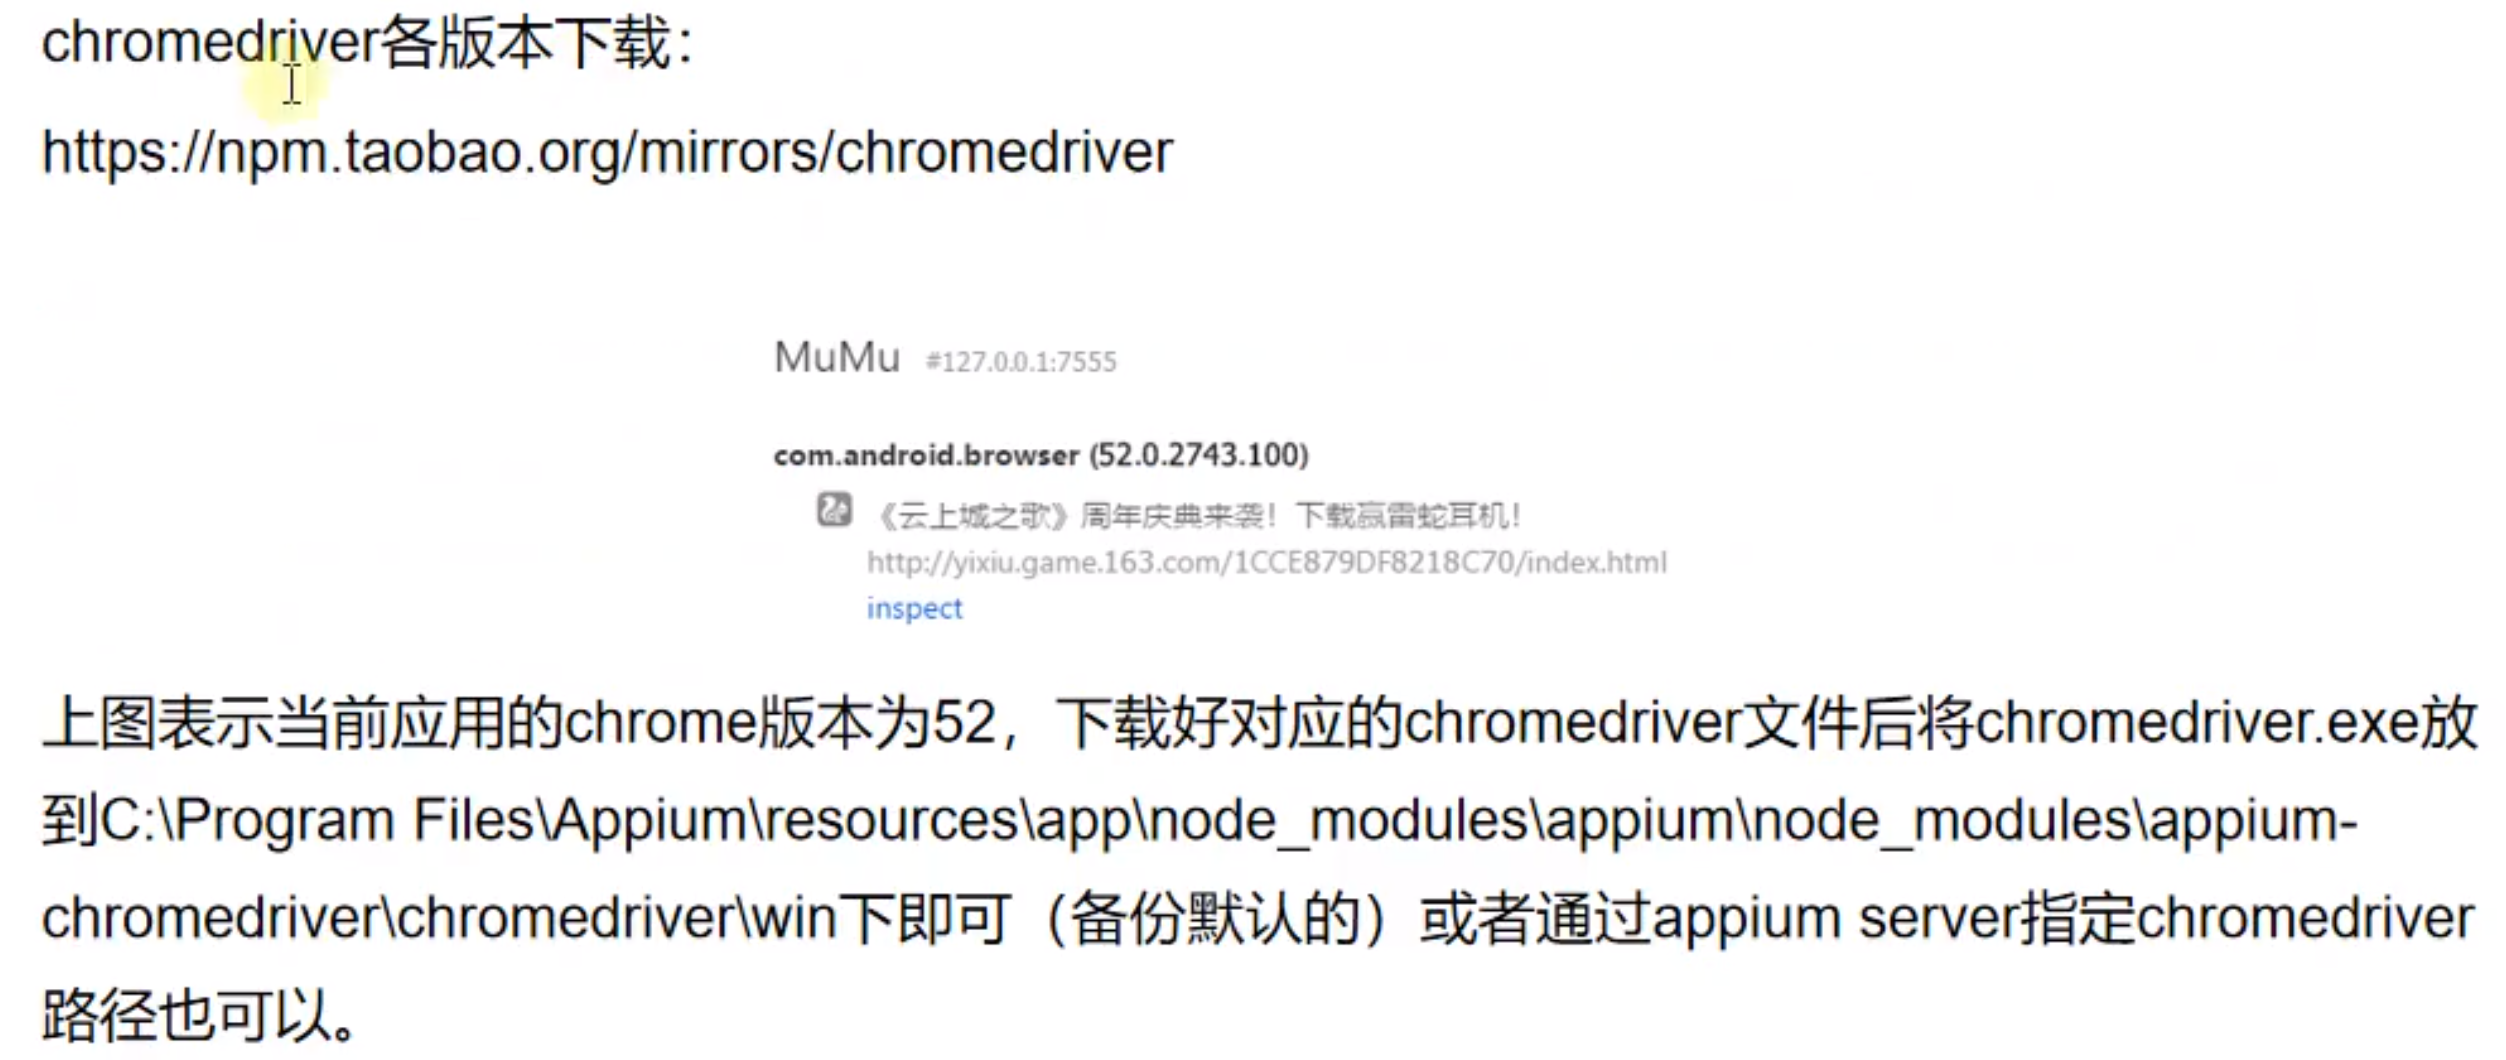 chromedriver各版本下载：
https://npm.taobao.org/mirrors/chromedriver
MuMu #127.0.0.1:7555
com.android.browser (52.0.2743.100)
《云上城之歌》周年庆典来袭！下载赢雷蛇耳机！
http://yixiu.game.163.com/1CCE879DF8218C70/index.html
inspect
上图表示当前应用的chrome版本为52，下载好对应的chromedriver文件后将chromedriver.exe放
到C:\Program Files\Appium\resources\app\node_modules\appium\node_modules\appium-
chromedriver\chromedriver\win下即可（备份默认的）或者通过appium server指定chromedriver
路径也可以。